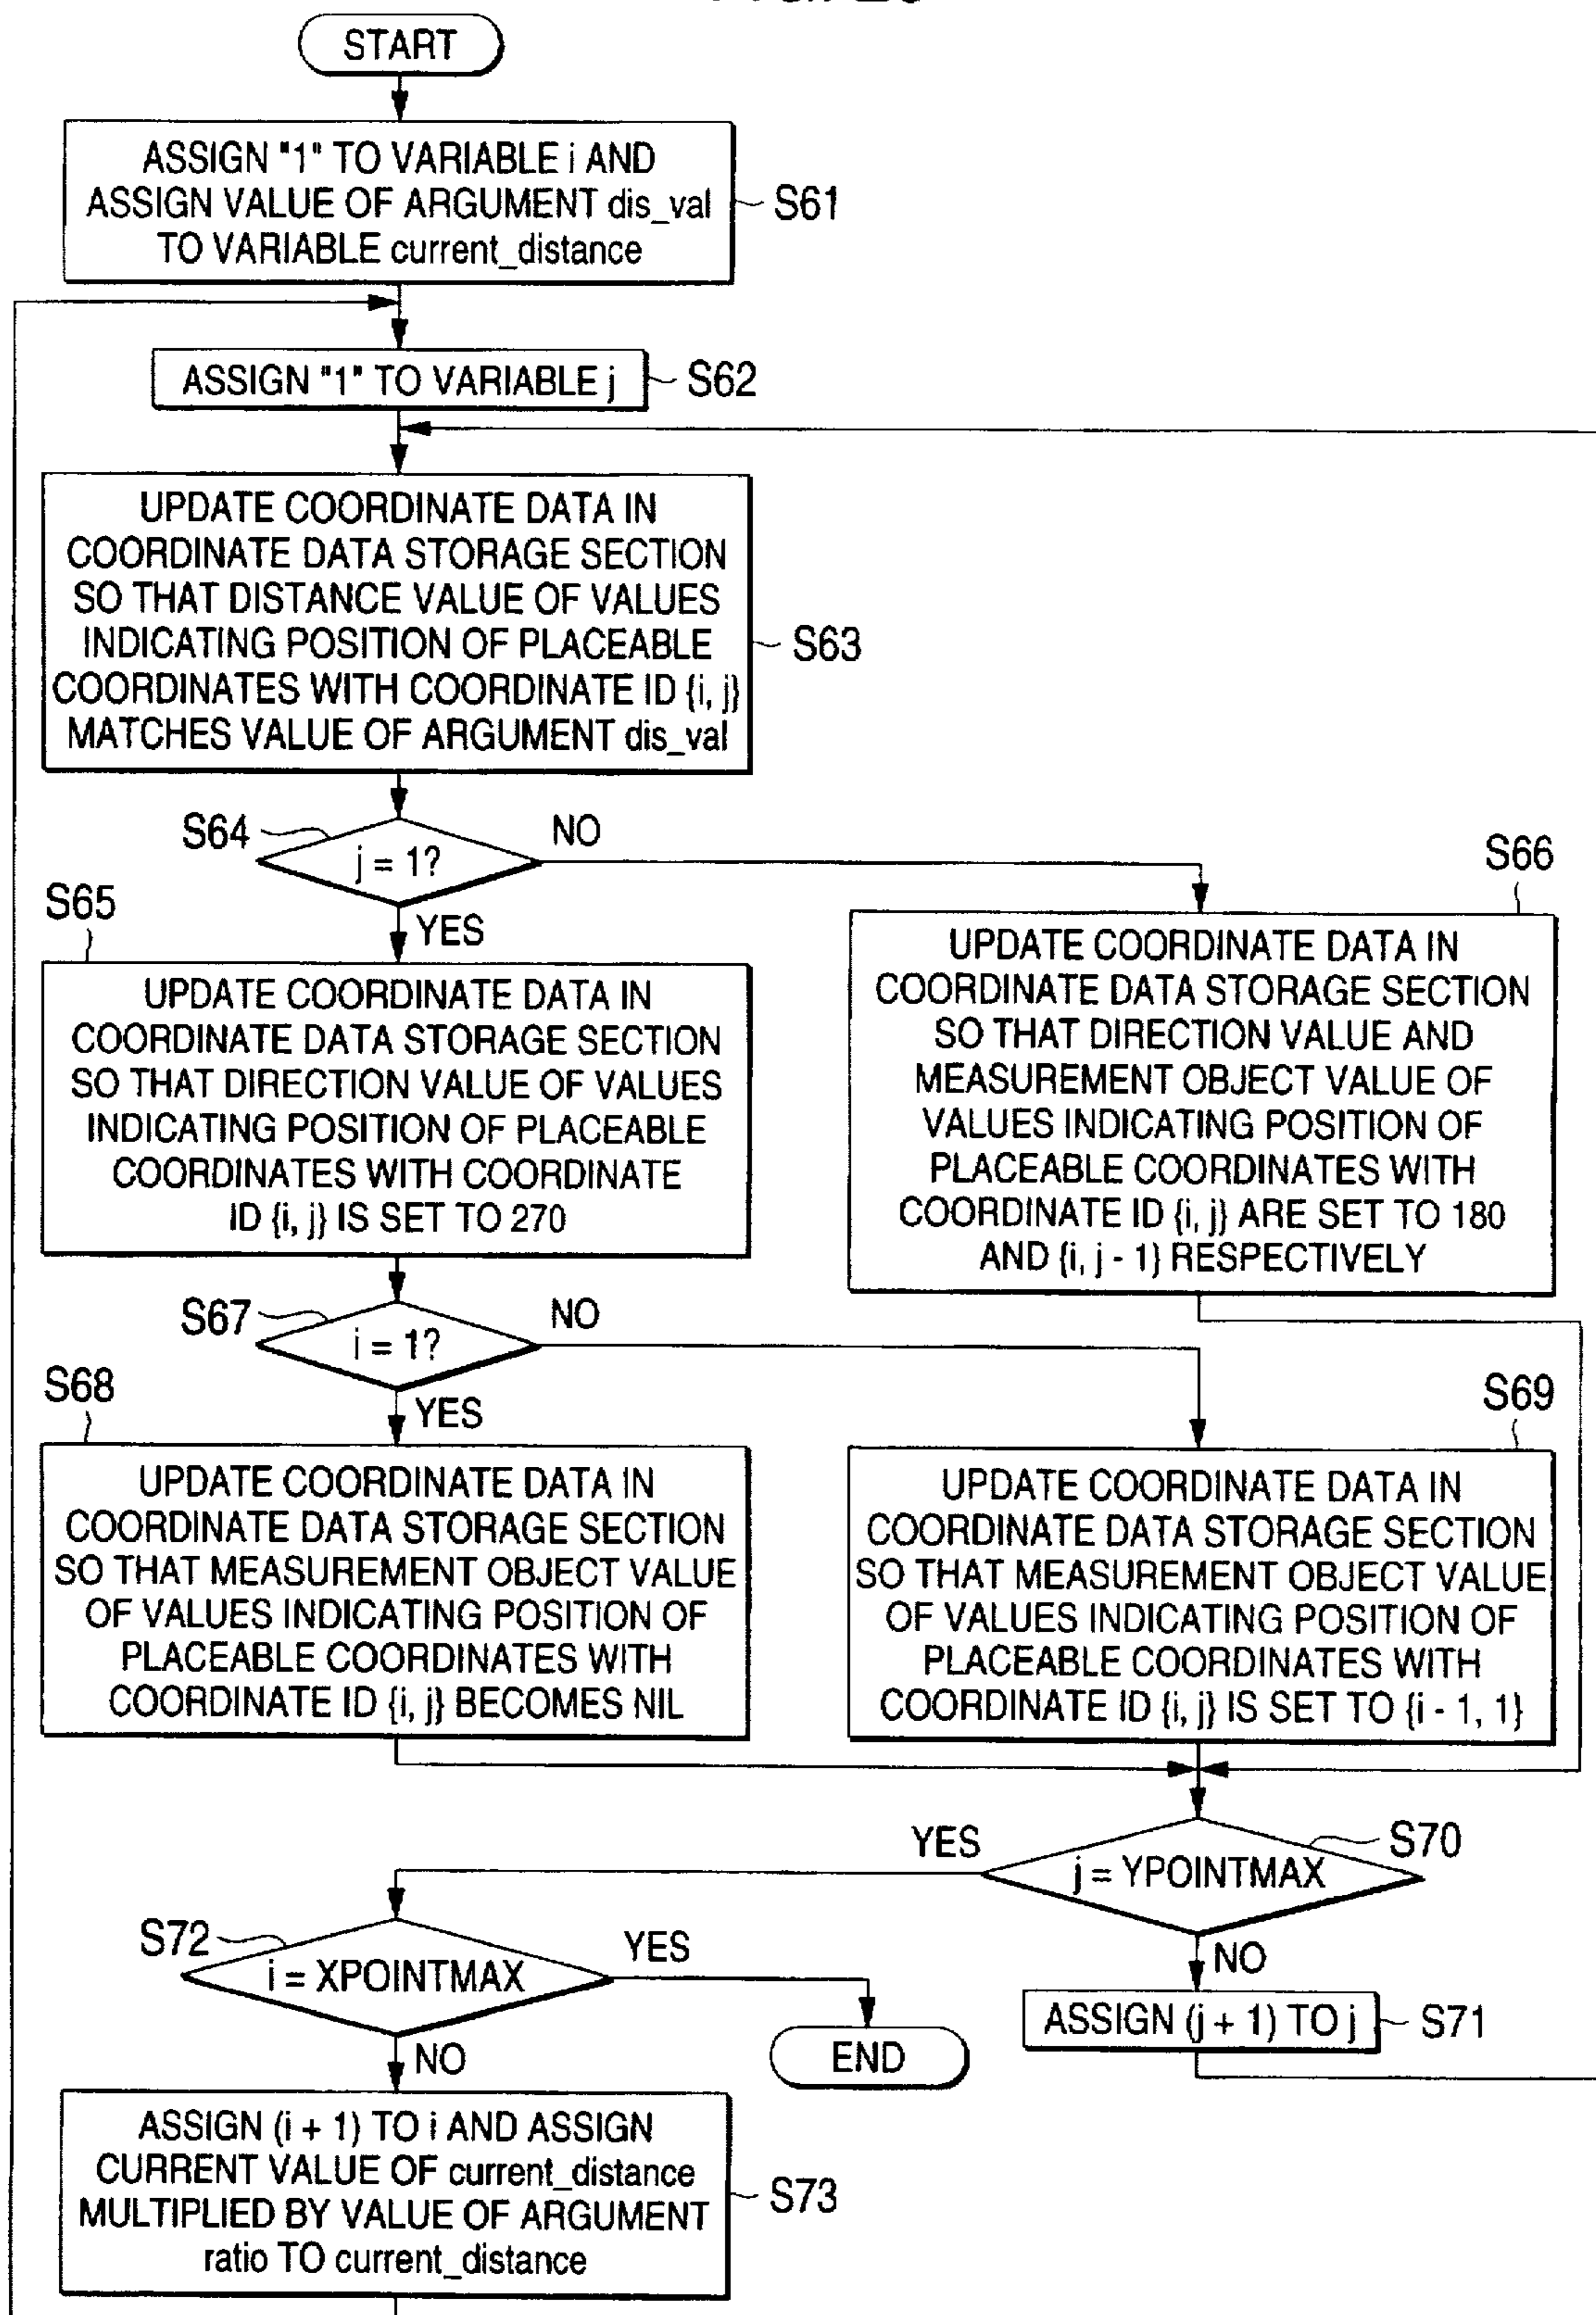 START
ASSIGN "1" TO VARIABLE i AND
ASSIGN VALUE OF ARGUMENT dis_val
TO VARIABLE current_distance
S61
ASSIGN "1" TO VARIABLE j
S62
UPDATE COORDINATE DATA IN
COORDINATE DATA STORAGE SECTION
SO THAT DISTANCE VALUE OF VALUES
INDICATING POSITION OF PLACEABLE
COORDINATES WITH COORDINATE ID {i, j}
MATCHES VALUE OF ARGUMENT dis_val
S63
S64
j = 1?
NO
YES
S65
UPDATE COORDINATE DATA IN
COORDINATE DATA STORAGE SECTION
SO THAT DIRECTION VALUE OF VALUES
INDICATING POSITION OF PLACEABLE
COORDINATES WITH COORDINATE
ID {i, j} IS SET TO 270
S66
UPDATE COORDINATE DATA IN
COORDINATE DATA STORAGE SECTION
SO THAT DIRECTION VALUE AND
MEASUREMENT OBJECT VALUE OF
VALUES INDICATING POSITION OF
PLACEABLE COORDINATES WITH
COORDINATE ID {i, j} ARE SET TO 180
AND {i, j - 1} RESPECTIVELY
S67
i = 1?
NO
YES
S68
UPDATE COORDINATE DATA IN
COORDINATE DATA STORAGE SECTION
SO THAT MEASUREMENT OBJECT VALUE
OF VALUES INDICATING POSITION OF
PLACEABLE COORDINATES WITH
COORDINATE ID {i, j} BECOMES NIL
S69
UPDATE COORDINATE DATA IN
COORDINATE DATA STORAGE SECTION
SO THAT MEASUREMENT OBJECT VALUE
OF VALUES INDICATING POSITION OF
PLACEABLE COORDINATES WITH
COORDINATE ID {i, j} IS SET TO {i - 1, 1}
S70
j = YPOINTMAX
YES
NO
S72
i = XPOINTMAX
YES
NO
END
ASSIGN (j + 1) TO j
S71
ASSIGN (i + 1) TO i AND ASSIGN
CURRENT VALUE OF current_distance
MULTIPLIED BY VALUE OF ARGUMENT
ratio TO current_distance
S73